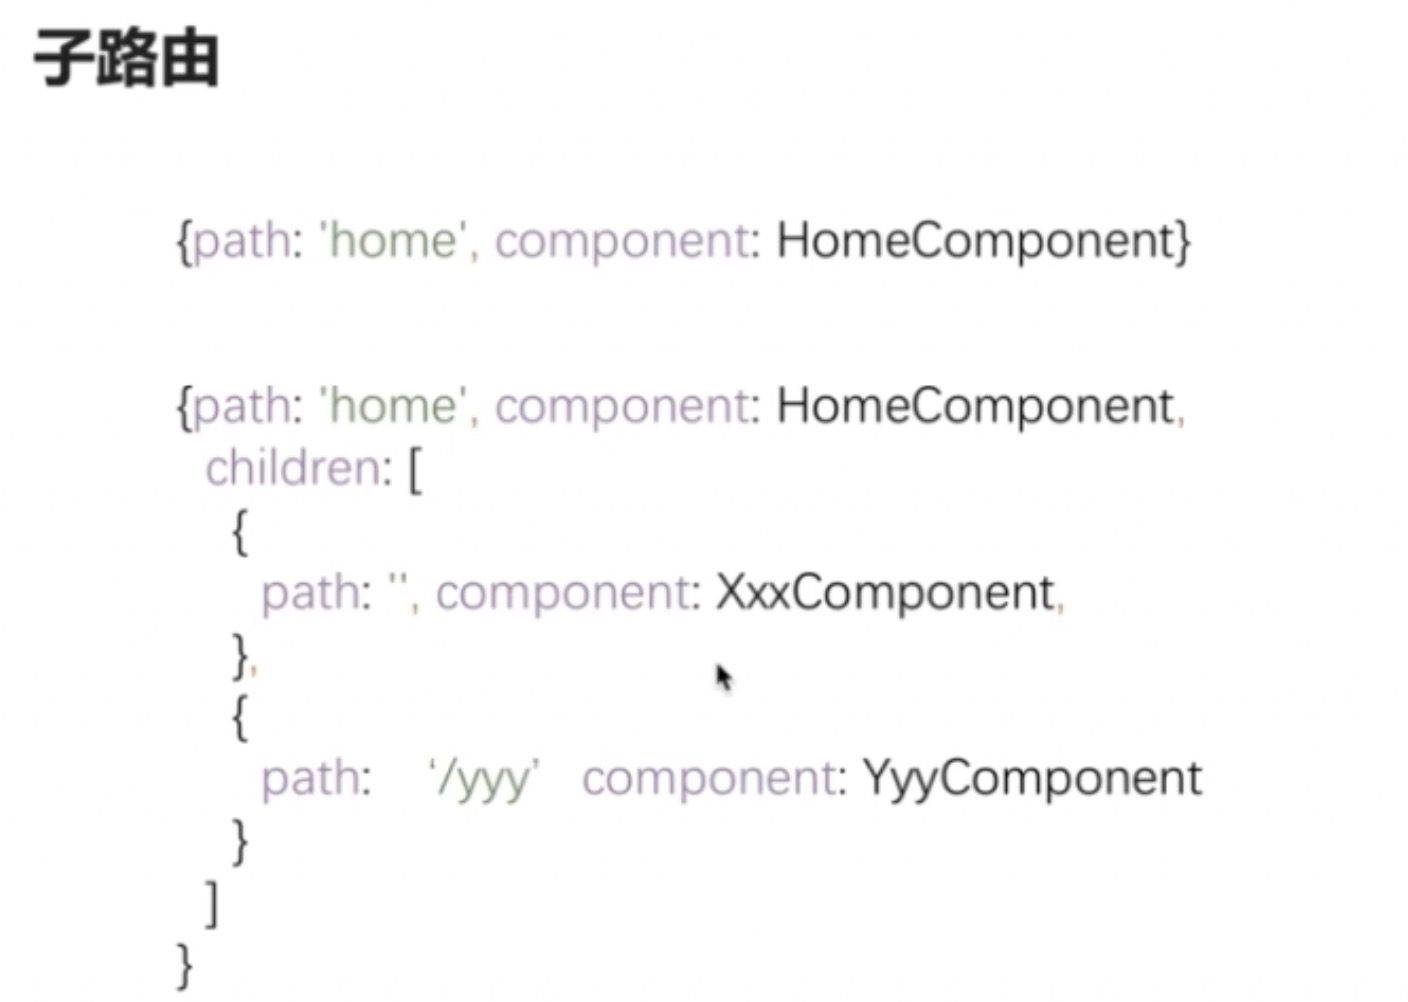 子路由
{path: 'home', component: HomeComponent}
{path: 'home', component: HomeComponent,
children: [
{
path: '', component: XxxComponent,
},
{
path: ‘/yyy’ component: YyyComponent
}
]
}